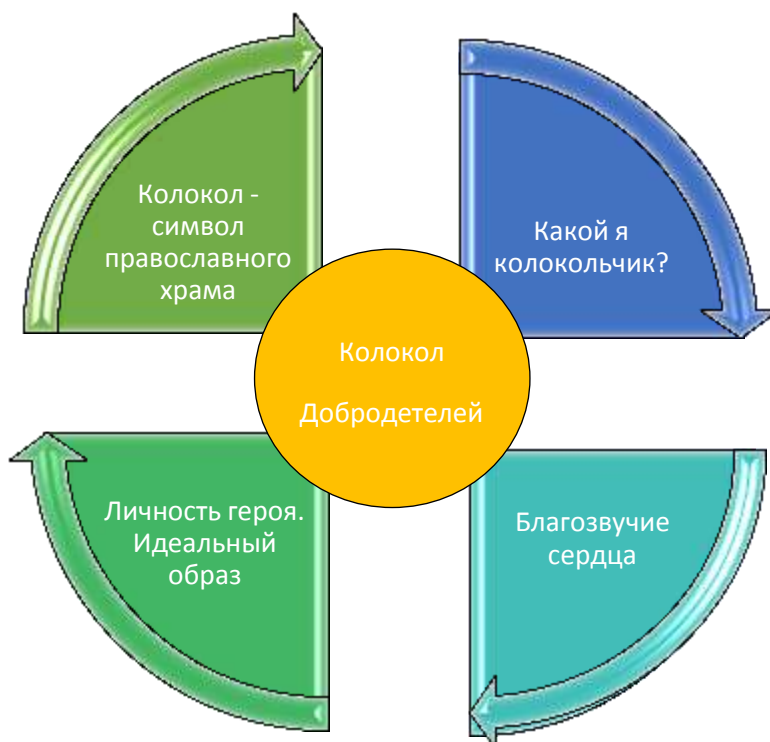 Колокол -
символ
православного
храма
Какой я
колокольчик?
Колокол
Добродетелей
Личность героя.
Идеальный
образ
Благозвучие
сердца